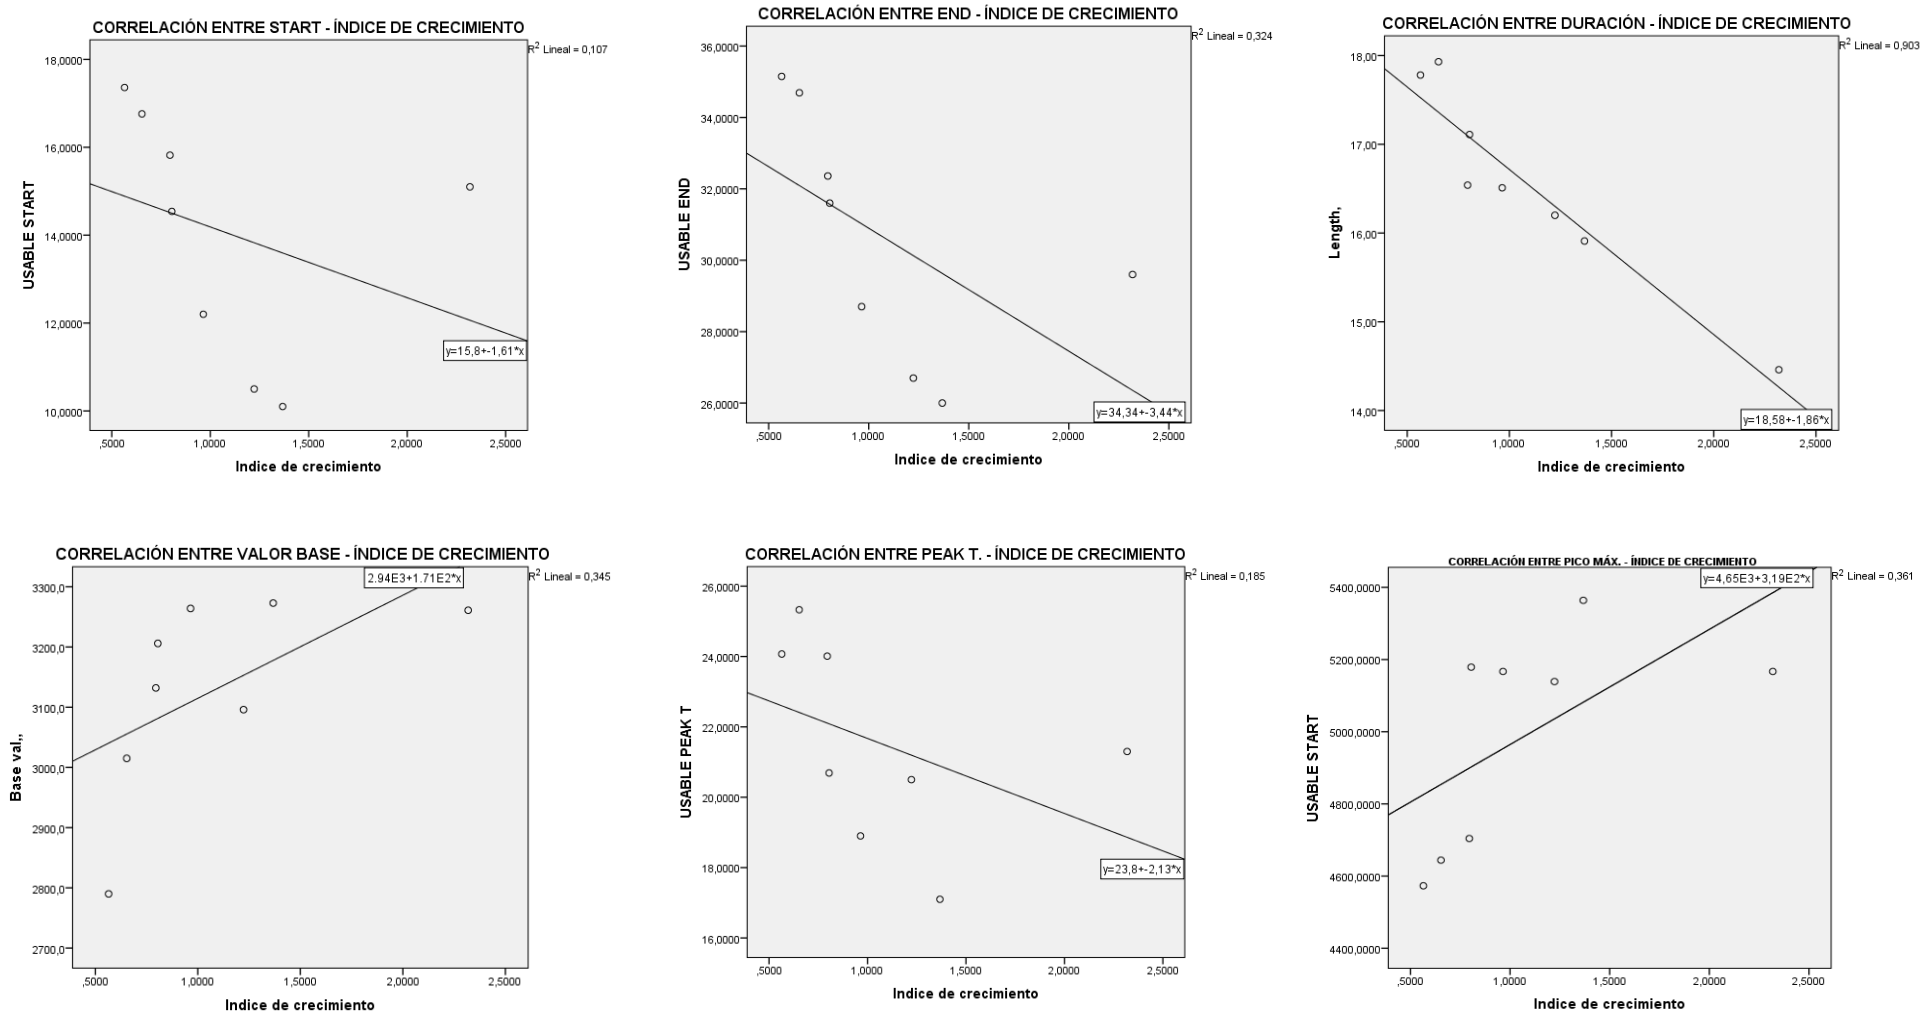 CORRELACIÓN ENTRE START - ÍNDICE DE CRECIMIENTO
R2 Lineal = 0,107
18,0000
16,0000
14,0000
12,0000
10,0000
USABLE START
y=15,8+-1,61*x
,5000 1,0000 1,5000 2,0000 2,5000
Indice de crecimiento
CORRELACIÓN ENTRE END - ÍNDICE DE CRECIMIENTO
R2 Lineal = 0,324
36,0000
34,0000
32,0000
30,0000
28,0000
26,0000
USABLE END
y=34,34+-3,44*x
,5000 1,0000 1,5000 2,0000 2,5000
Indice de crecimiento
CORRELACIÓN ENTRE DURACIÓN - ÍNDICE DE CRECIMIENTO
R2 Lineal = 0,903
18,00
17,00
16,00
15,00
14,00
Length,
y=18,58+-1,86*x
,5000 1,0000 1,5000 2,0000 2,5000
Indice de crecimiento
CORRELACIÓN ENTRE VALOR BASE - ÍNDICE DE CRECIMIENTO
2.94E3+1.71E2*x
R2 Lineal = 0,345
3300,0
3200,0
3100,0
3000,0
2900,0
2800,0
2700,0
Base val,,
,5000 1,0000 1,5000 2,0000 2,5000
Indice de crecimiento
CORRELACIÓN ENTRE PEAK T. - ÍNDICE DE CRECIMIENTO
R2 Lineal = 0,185
26,0000
24,0000
22,0000
20,0000
18,0000
16,0000
USABLE PEAK T
y=23,8+-2,13*x
,5000 1,0000 1,5000 2,0000 2,5000
Indice de crecimiento
CORRELACIÓN ENTRE PICO MÁX. - ÍNDICE DE CRECIMIENTO
y=4,65E3+3,19E2*x
R2 Lineal = 0,361
5400,0000
5200,0000
5000,0000
4800,0000
4600,0000
4400,0000
USABLE START
,5000 1,0000 1,5000 2,0000 2,5000
Indice de crecimiento